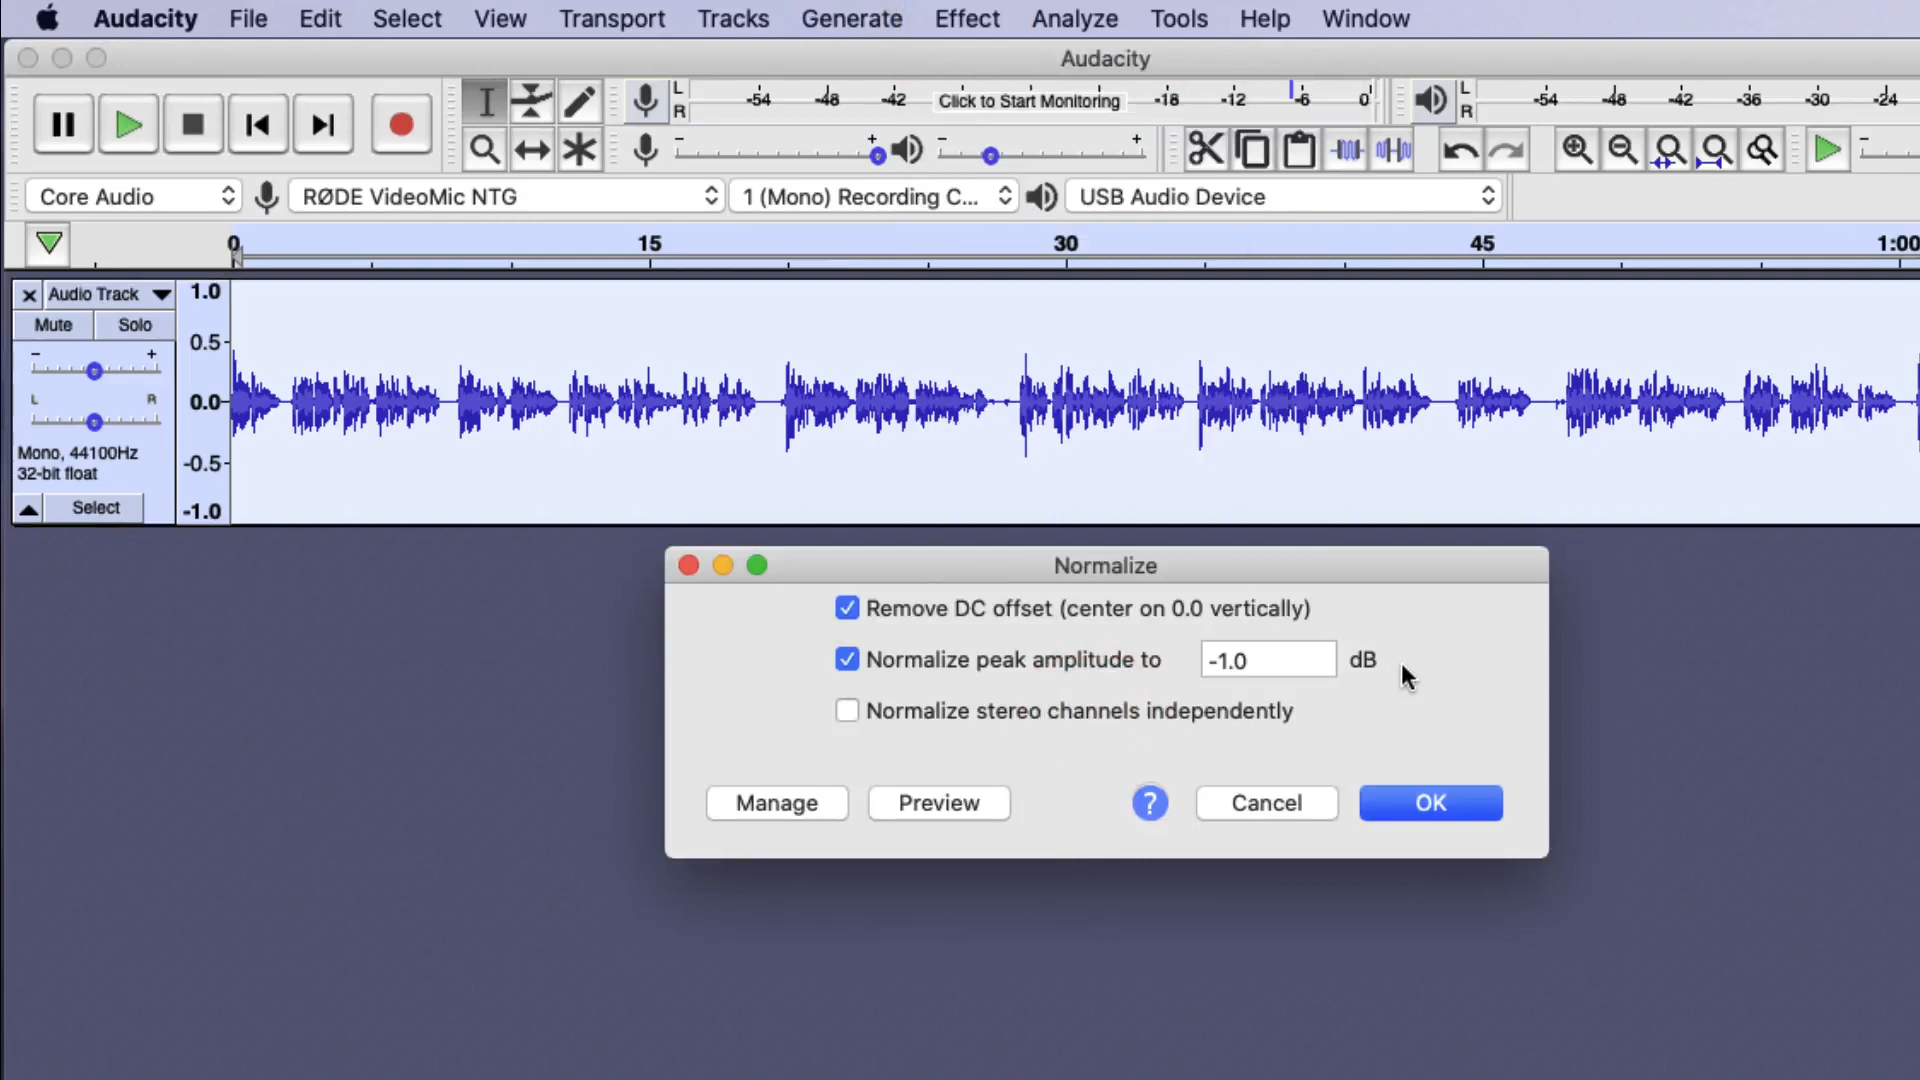 Audacity File Edit Select View Transport Tracks Generate Effect Analyze Tools Help Window
Audacity
L
R
-54 -48 -42 Click to Start Monitoring -18 -12 -6 0
L
R
-54 -48 -42 -36 -30 -24
- +
- +
-
Core Audio
RØDE VideoMic NTG
1 (Mono) Recording C...
USB Audio Device
0 15 30 45 1:00
Audio Track
Mute Solo
- +
L R
Mono, 44100Hz
32-bit float
Select
1.0
0.5
0.0
-0.5
-1.0
Normalize
Remove DC offset (center on 0.0 vertically)
Normalize peak amplitude to -1.0 dB
Normalize stereo channels independently
Manage Preview ? Cancel OK